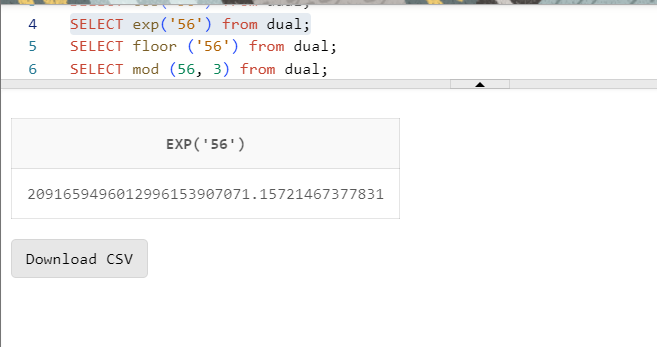 4 SELECT exp('56') from dual;
5 SELECT floor ('56') from dual;
6 SELECT mod (56, 3) from dual;
EXP('56')
2091659496012996153907071.15721467377831
Download CSV